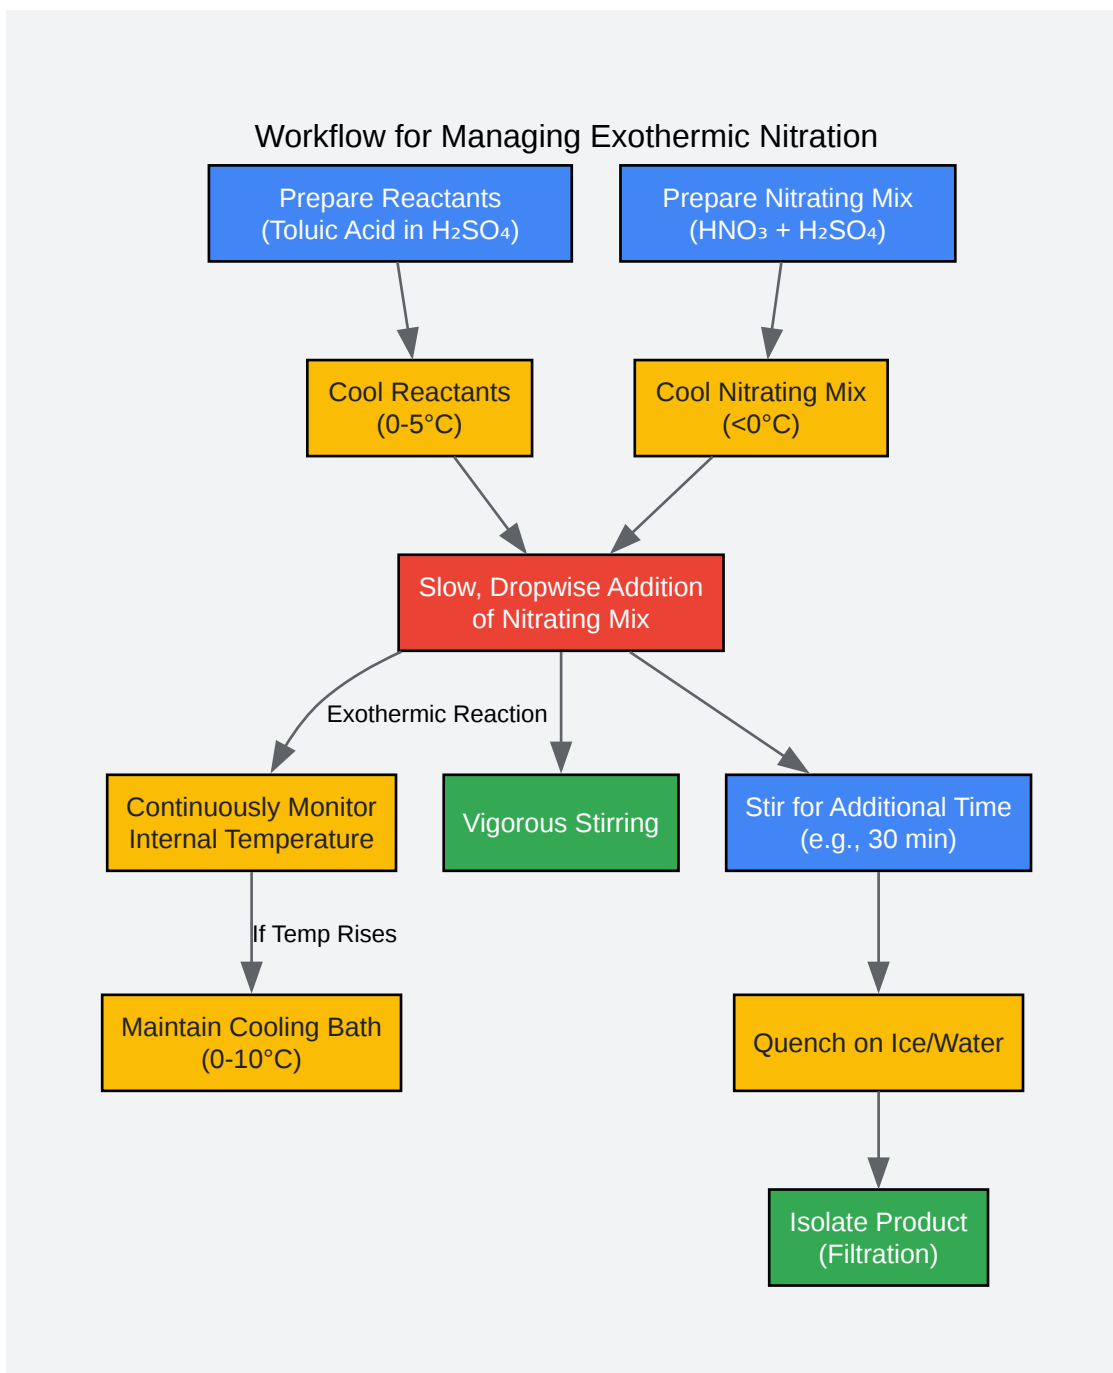 Workflow for Managing Exothermic Nitration
Prepare Reactants
(Toluic Acid in H₂SO₄)
Prepare Nitrating Mix
(HNO₃ + H₂SO₄)
Cool Reactants
(0-5°C)
Cool Nitrating Mix
(<0°C)
Slow, Dropwise Addition
of Nitrating Mix
Exothermic Reaction
Continuously Monitor
Internal Temperature
Vigorous Stirring
Stir for Additional Time
(e.g., 30 min)
If Temp Rises
Maintain Cooling Bath
(0-10°C)
Quench on Ice/Water
Isolate Product
(Filtration)